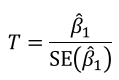 T = β̂₁ / SE(β̂₁)